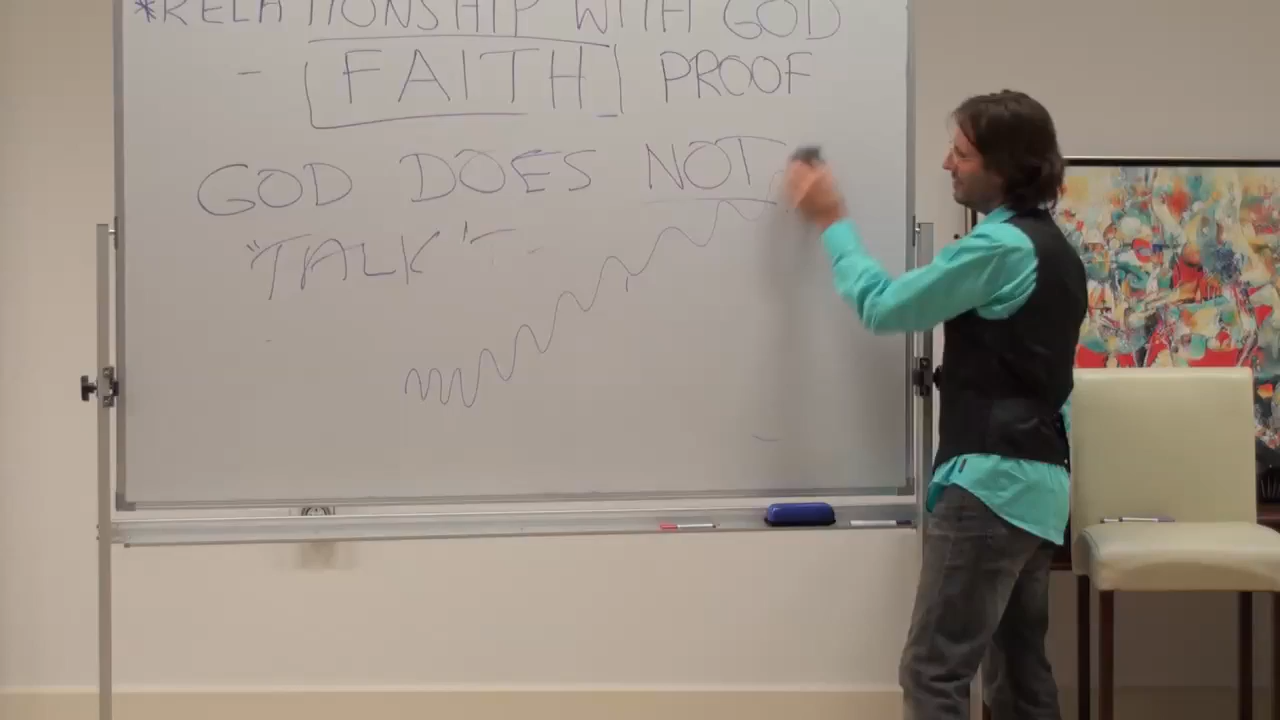 *RELATIONSHIP WITH GOD
- FAITH PROOF
GOD DOES NOT
"TALK"